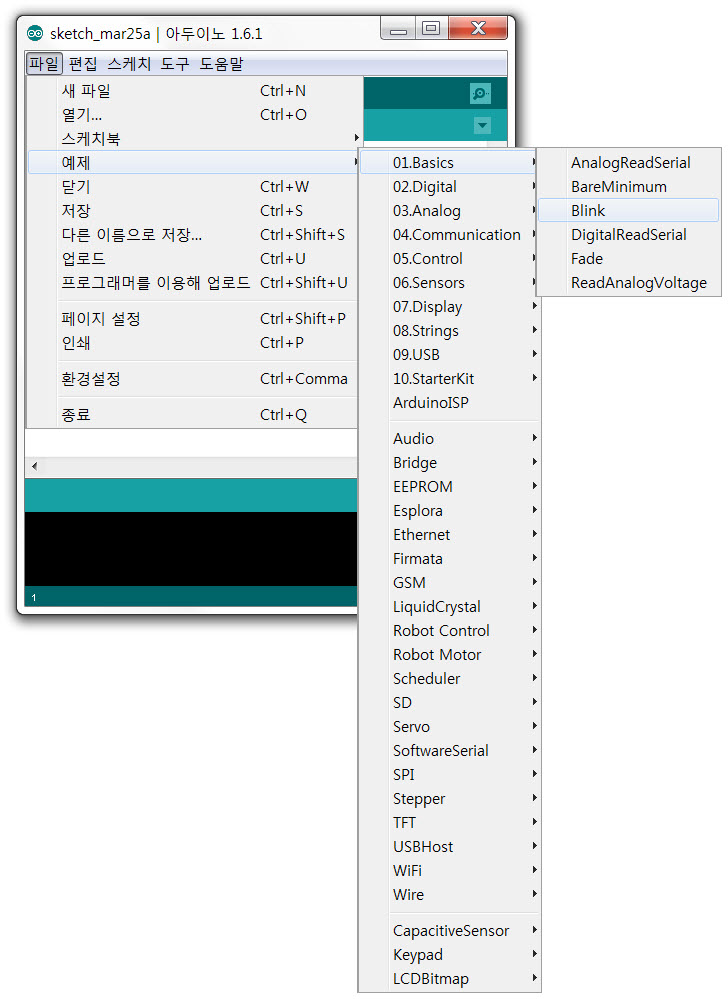 sketch_mar25a | 아두이노 1.6.1
파일 편집 스케치 도구 도움말
새 파일 Ctrl+N
열기... Ctrl+O
스케치북
예제
닫기 Ctrl+W
저장 Ctrl+S
다른 이름으로 저장... Ctrl+Shift+S
업로드 Ctrl+U
프로그래머를 이용해 업로드 Ctrl+Shift+U
페이지 설정 Ctrl+Shift+P
인쇄 Ctrl+P
환경설정 Ctrl+Comma
종료 Ctrl+Q
1
01.Basics
02.Digital
03.Analog
04.Communication
05.Control
06.Sensors
07.Display
08.Strings
09.USB
10.StarterKit
ArduinoISP
Audio
Bridge
EEPROM
Esplora
Ethernet
Firmata
GSM
LiquidCrystal
Robot Control
Robot Motor
Scheduler
SD
Servo
SoftwareSerial
SPI
Stepper
TFT
USBHost
WiFi
Wire
CapacitiveSensor
Keypad
LCDBitmap
AnalogReadSerial
BareMinimum
Blink
DigitalReadSerial
Fade
ReadAnalogVoltage